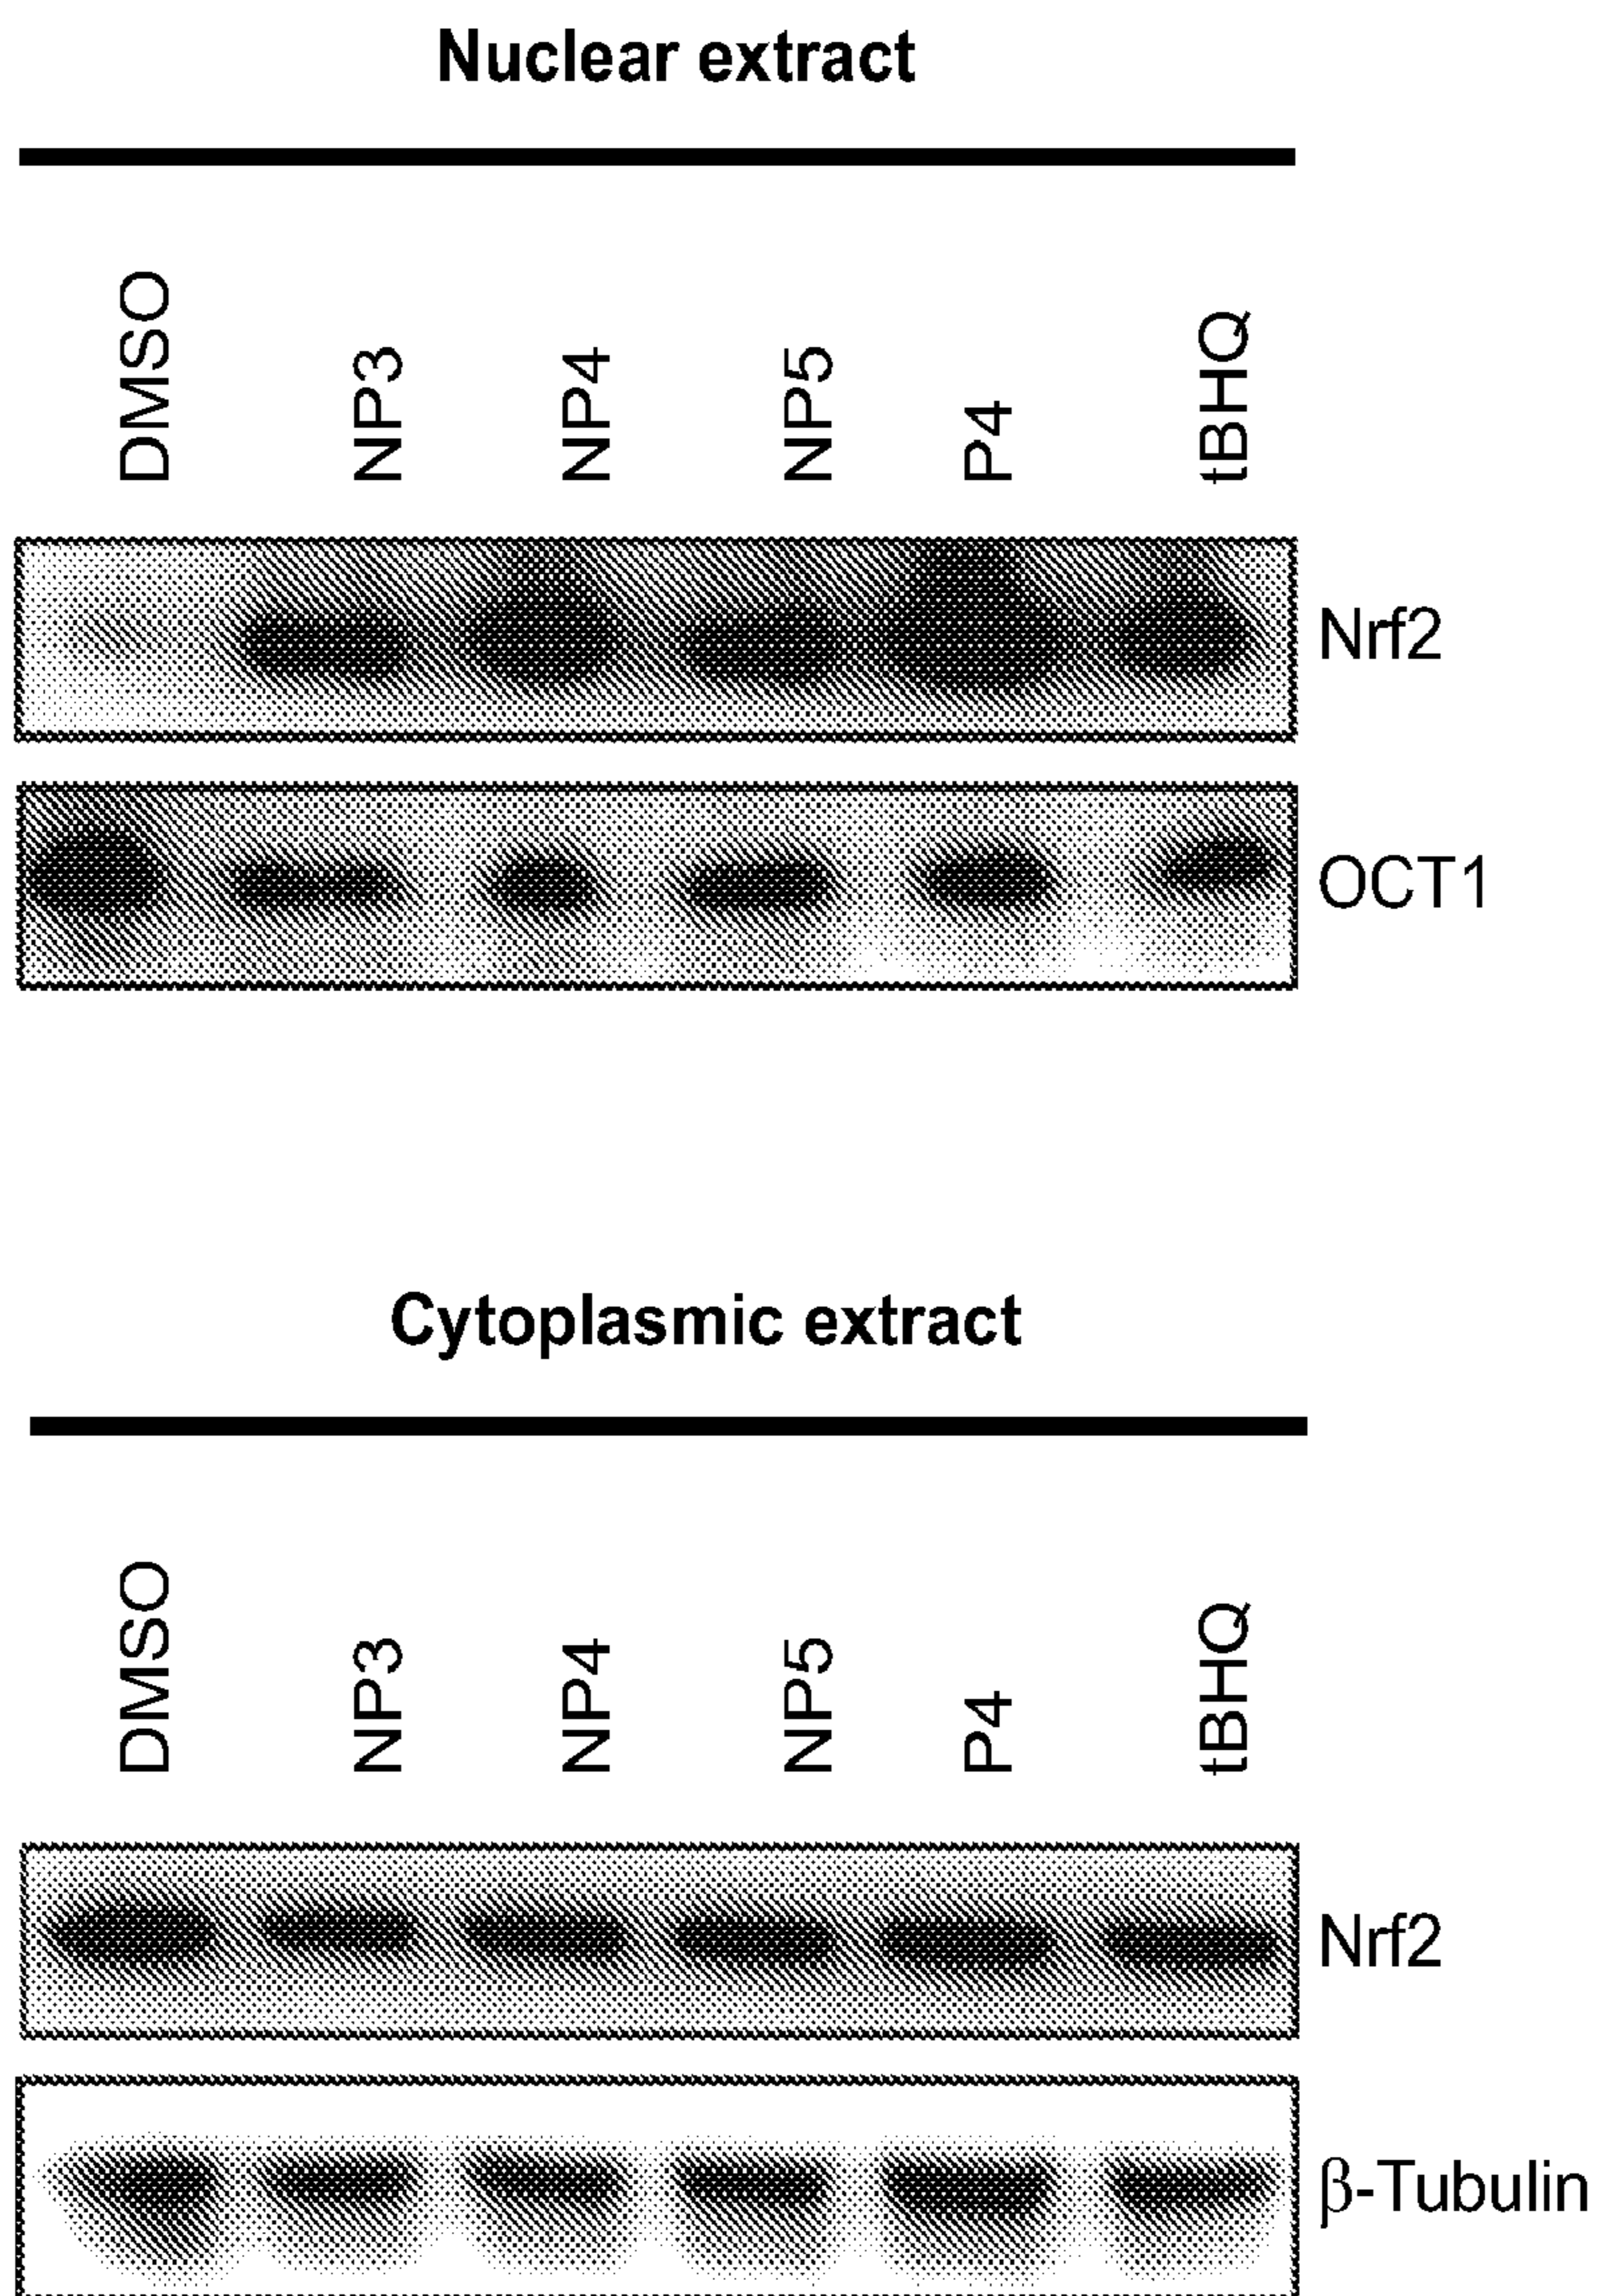 Nuclear extract
DMSO
NP3
NP4
NP5
P4
tBHQ
Nrf2
OCT1
Cytoplasmic extract
DMSO
NP3
NP4
NP5
P4
tBHQ
Nrf2
β-Tubulin